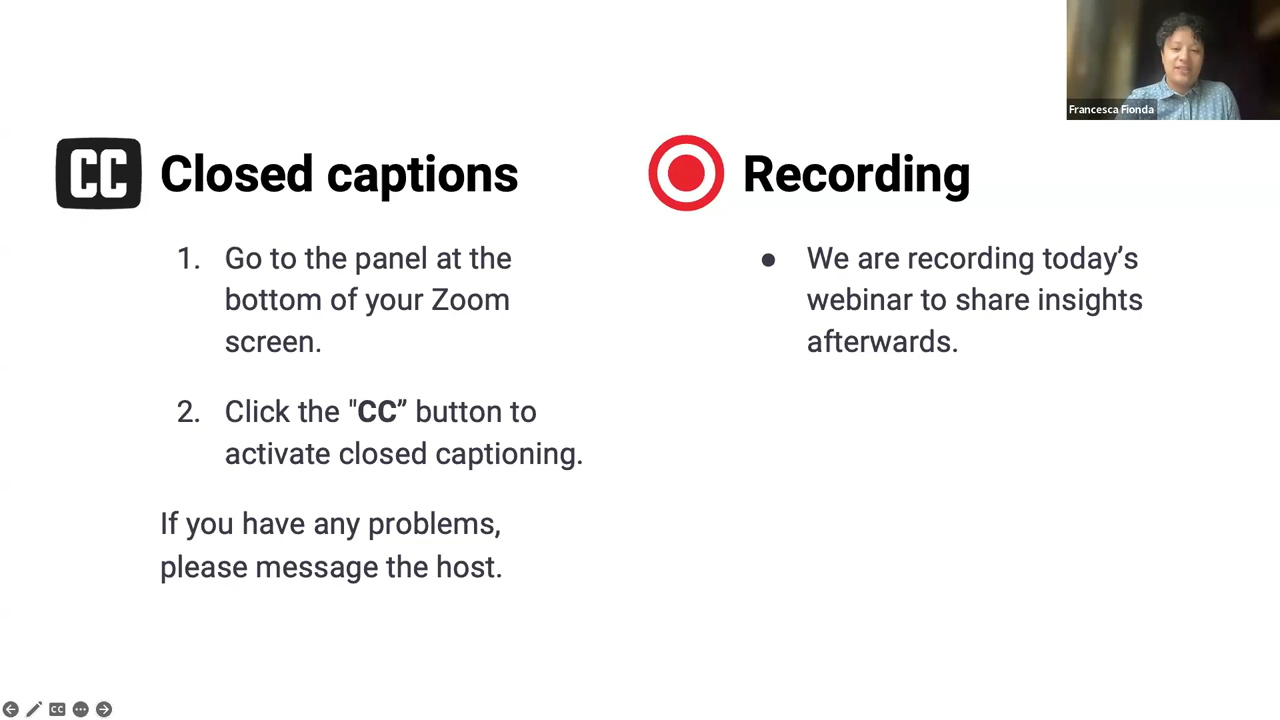 Francesca Fionda
CC Closed captions
1. Go to the panel at the
bottom of your Zoom
screen.
2. Click the "CC” button to
activate closed captioning.
If you have any problems,
please message the host.
Recording
● We are recording today’s
webinar to share insights
afterwards.
CC